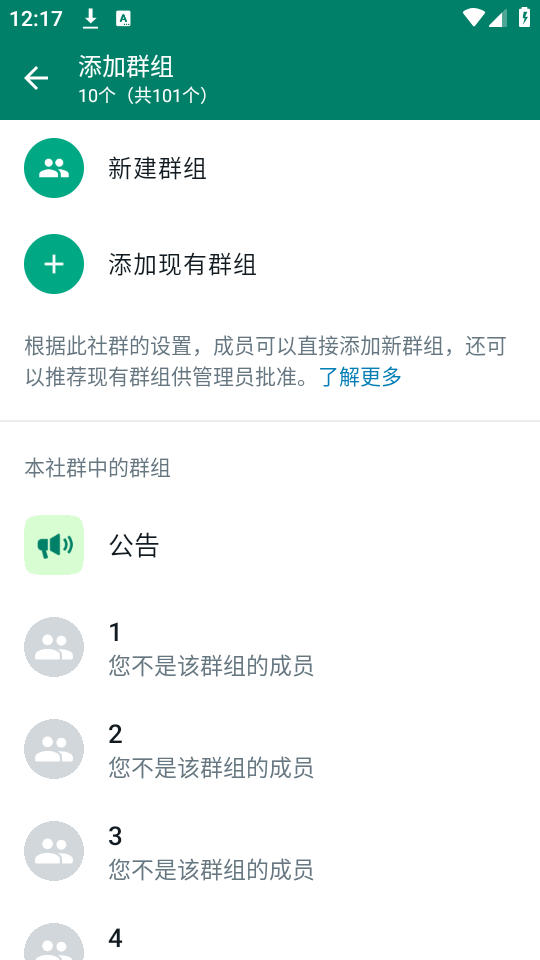 12:17
A
添加群组
10个（共101个）
新建群组
添加现有群组
根据此社群的设置，成员可以直接添加新群组，还可
以推荐现有群组供管理员批准。了解更多
本社群中的群组
公告
1
您不是该群组的成员
2
您不是该群组的成员
3
您不是该群组的成员
4